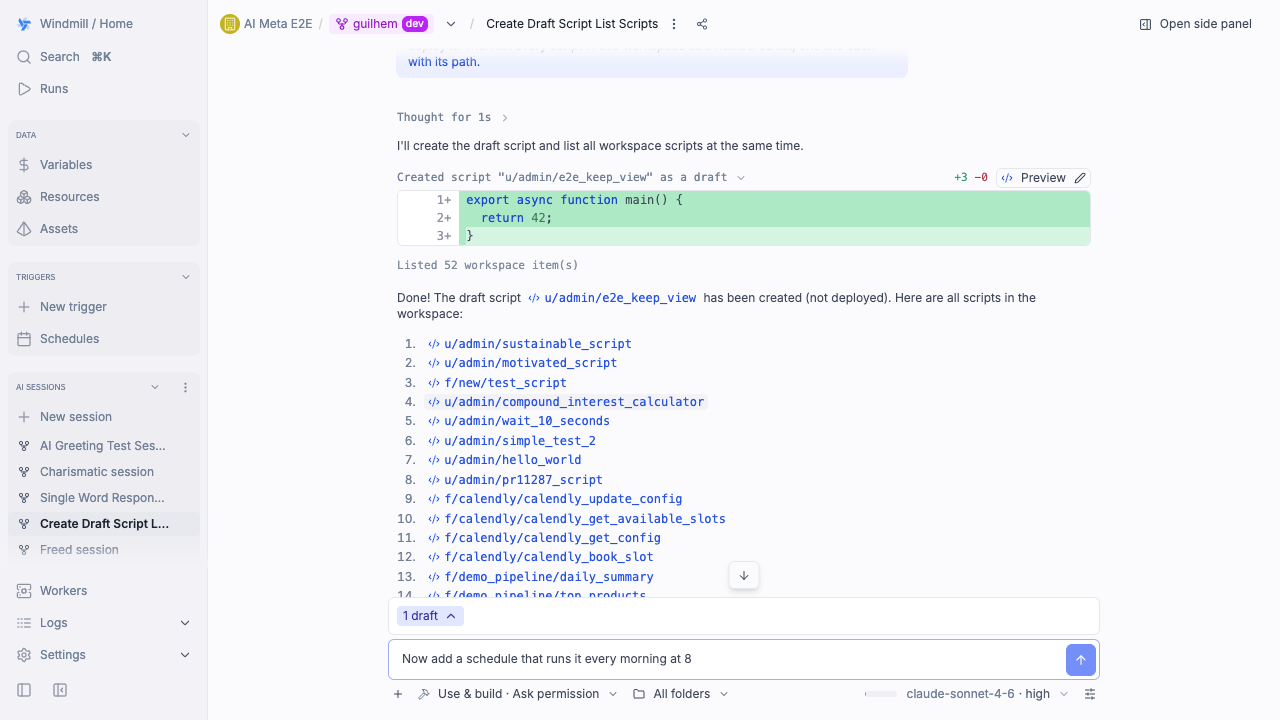 Windmill / Home
Search ⌘K
Runs
DATA
Variables
Resources
Assets
TRIGGERS
New trigger
Schedules
AI SESSIONS
New session
AI Greeting Test Ses...
Charismatic session
Single Word Respon...
Create Draft Script L...
Freed session
Workers
Logs
Settings
AI Meta E2E / guilhem dev / Create Draft Script List Scripts
Open side panel
with its path.
Thought for 1s
I'll create the draft script and list all workspace scripts at the same time.
Created script "u/admin/e2e_keep_view" as a draft +3 −0 Preview
1+ export async function main() {
2+ return 42;
3+ }
Listed 52 workspace item(s)
Done! The draft script u/admin/e2e_keep_view has been created (not deployed). Here are all scripts in the
workspace:
1. u/admin/sustainable_script
2. u/admin/motivated_script
3. f/new/test_script
4. u/admin/compound_interest_calculator
5. u/admin/wait_10_seconds
6. u/admin/simple_test_2
7. u/admin/hello_world
8. u/admin/pr11287_script
9. f/calendly/calendly_update_config
10. f/calendly/calendly_get_available_slots
11. f/calendly/calendly_get_config
12. f/calendly/calendly_book_slot
13. f/demo_pipeline/daily_summary
14. f/demo_pipeline/top_products
1 draft
Now add a schedule that runs it every morning at 8
Use & build · Ask permission All folders claude-sonnet-4-6 · high